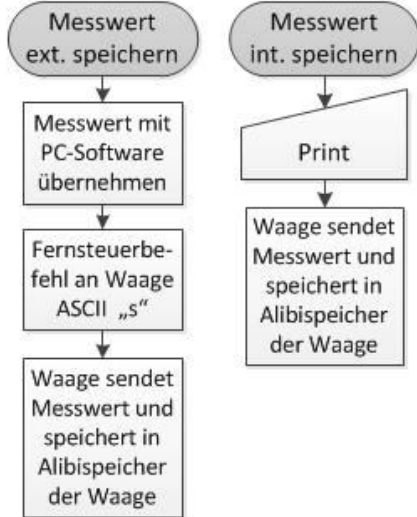 Messwert
ext. speichern
Messwert mit
PC-Software
übernehmen
Fernsteuerbe-
fehl an Waage
ASCII „s“
Waage sendet
Messwert und
speichert in
Alibispeicher
der Waage
Messwert
int. speichern
Print
Waage sendet
Messwert und
speichert in
Alibispeicher
der Waage